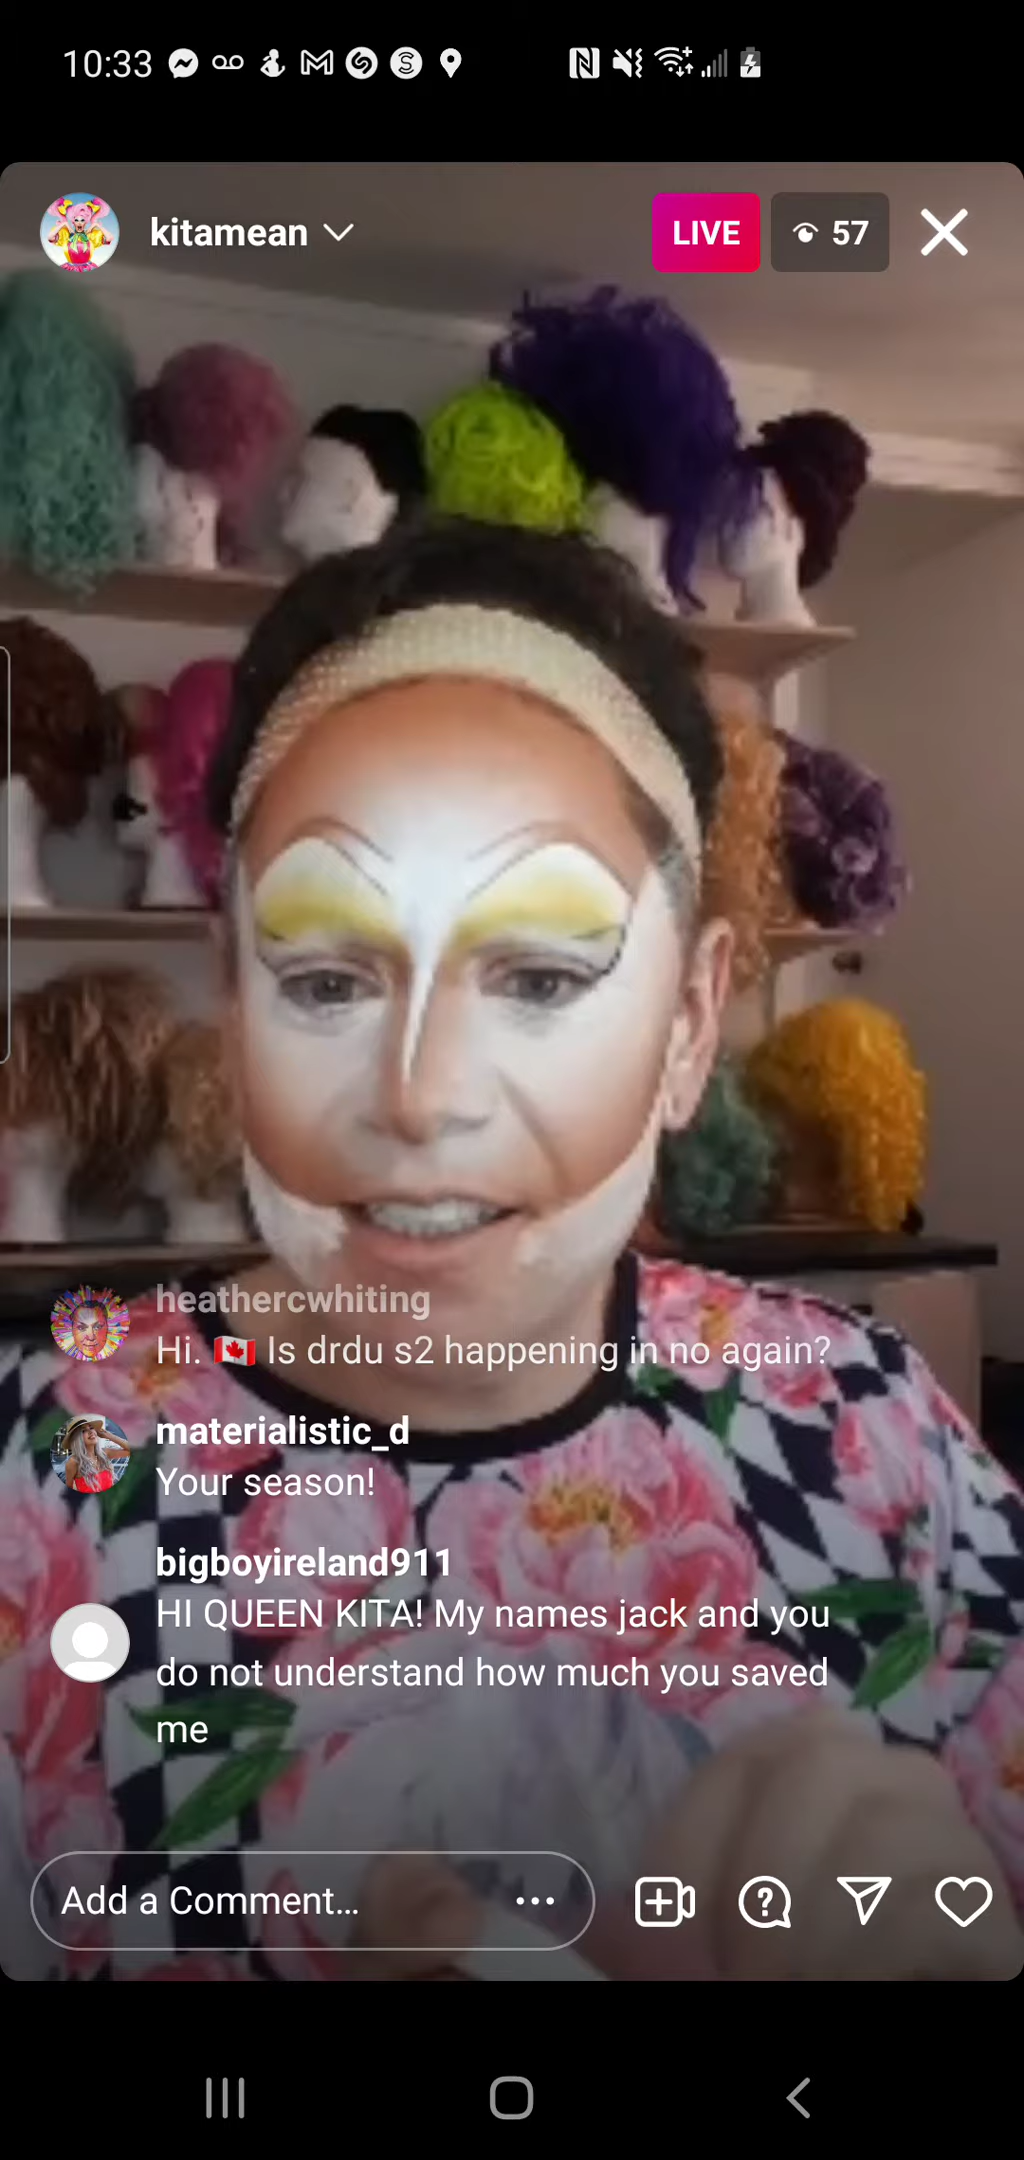 10:33
kitamean
LIVE
57
heathercwhiting
Hi. 🇨🇦 Is drdu s2 happening in no again?
materialistic_d
Your season!
bigboyireland911
HI QUEEN KITA! My names jack and you
do not understand how much you saved
me
Add a Comment...